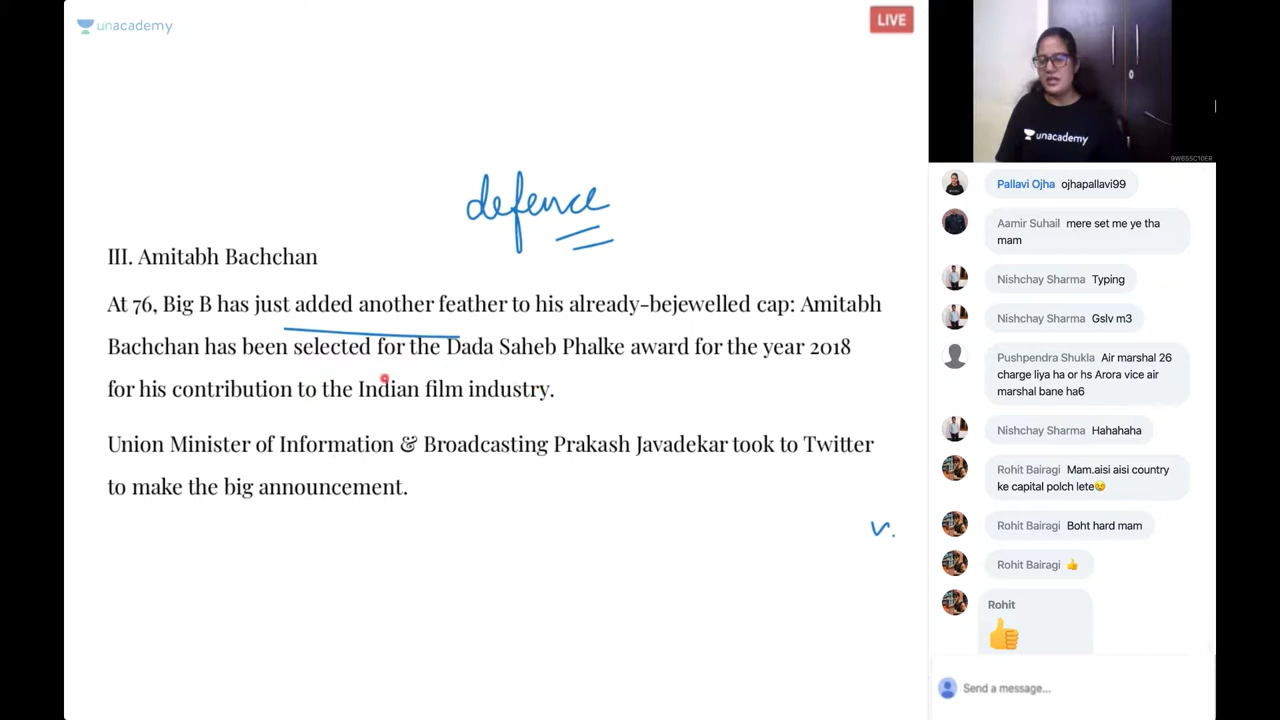 unacademy
LIVE
defence
III. Amitabh Bachchan
At 76, Big B has just added another feather to his already-bejewelled cap: Amitabh
Bachchan has been selected for the Dada Saheb Phalke award for the year 2018
for his contribution to the Indian film industry.
Union Minister of Information & Broadcasting Prakash Javadekar took to Twitter
to make the big announcement.
v.
unacademy
9W6S5C10ER
Pallavi Ojha ojhapallavi99
Aamir Suhail mere set me ye tha
mam
Nishchay Sharma Typing
Nishchay Sharma Gslv m3
Pushpendra Shukla Air marshal 26
charge liya ha or hs Arora vice air
marshal bane ha6
Nishchay Sharma Hahahaha
Rohit Bairagi Mam.aisi aisi country
ke capital polch lete😢
Rohit Bairagi Boht hard mam
Rohit Bairagi 👍
Rohit
👍
Send a message...